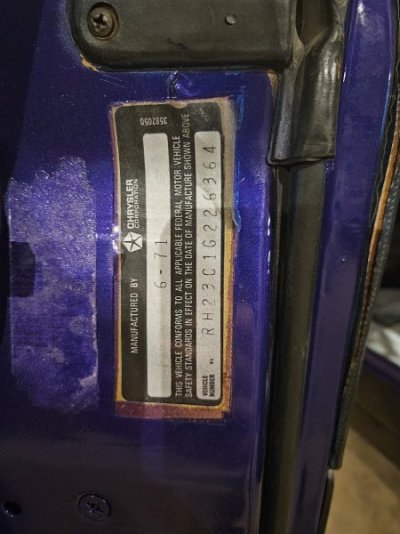 MANUFACTURED BY CHRYSLER
CORPORATION
3582050
6-71
THIS VEHICLE CONFORMS TO ALL APPLICABLE FEDERAL MOTOR VEHICLE
SAFETY STANDARDS IN EFFECT ON THE DATE OF MANUFACTURE SHOWN ABOVE
VEHICLE
NUMBER
RH23C1G226364